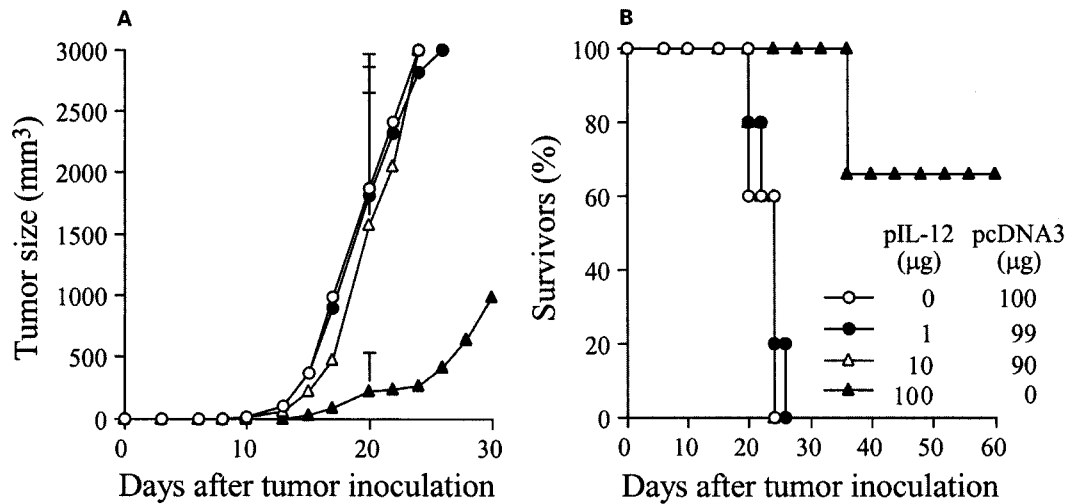 A
3000
2500
2000
1500
1000
500
0
Tumor size (mm³)
0 10 20 30
Days after tumor inoculation
B
100
80
60
40
20
0
Survivors (%)
0 10 20 30 40 50 60
Days after tumor inoculation
pIL-12 pcDNA3
(μg) (μg)
0 100
1 99
10 90
100 0